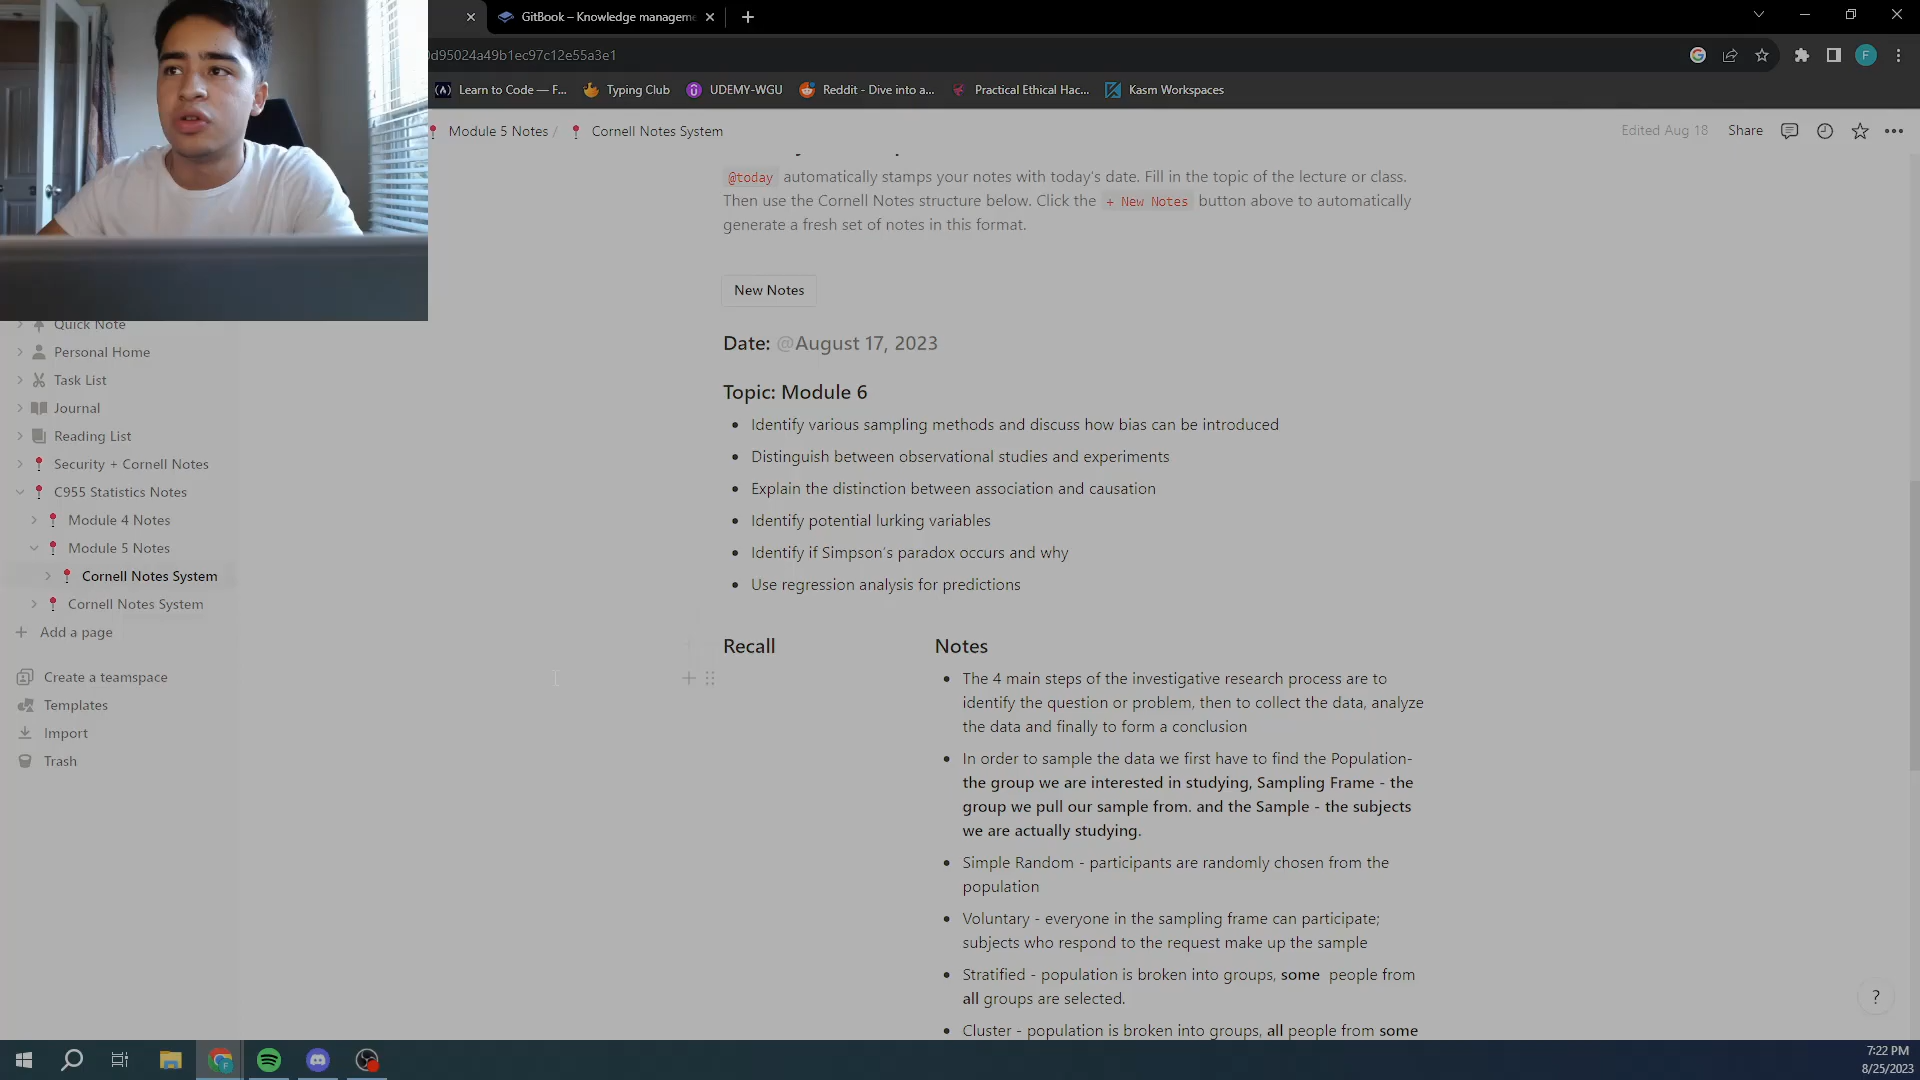 GitBook – Knowledge managem
0d95024a49b1ec97c12e55a3e1
F
Learn to Code — F...
Typing Club
UDEMY-WGU
Reddit - Dive into a...
Practical Ethical Hac...
Kasm Workspaces
Module 5 Notes / Cornell Notes System
Edited Aug 18
Share
@today automatically stamps your notes with today's date. Fill in the topic of the lecture or class.
Then use the Cornell Notes structure below. Click the + New Notes button above to automatically
generate a fresh set of notes in this format.
New Notes
Date: @August 17, 2023
Topic: Module 6
• Identify various sampling methods and discuss how bias can be introduced
• Distinguish between observational studies and experiments
• Explain the distinction between association and causation
• Identify potential lurking variables
• Identify if Simpson's paradox occurs and why
• Use regression analysis for predictions
Recall
Notes
• The 4 main steps of the investigative research process are to
identify the question or problem, then to collect the data, analyze
the data and finally to form a conclusion
• In order to sample the data we first have to find the Population-
the group we are interested in studying, Sampling Frame - the
group we pull our sample from. and the Sample - the subjects
we are actually studying.
• Simple Random - participants are randomly chosen from the
population
• Voluntary - everyone in the sampling frame can participate;
subjects who respond to the request make up the sample
• Stratified - population is broken into groups, some people from
all groups are selected.
• Cluster - population is broken into groups, all people from some
Quick Note
Personal Home
Task List
Journal
Reading List
Security + Cornell Notes
C955 Statistics Notes
Module 4 Notes
Module 5 Notes
Cornell Notes System
Cornell Notes System
+ Add a page
Create a teamspace
Templates
Import
Trash
?
7:22 PM
8/25/2023